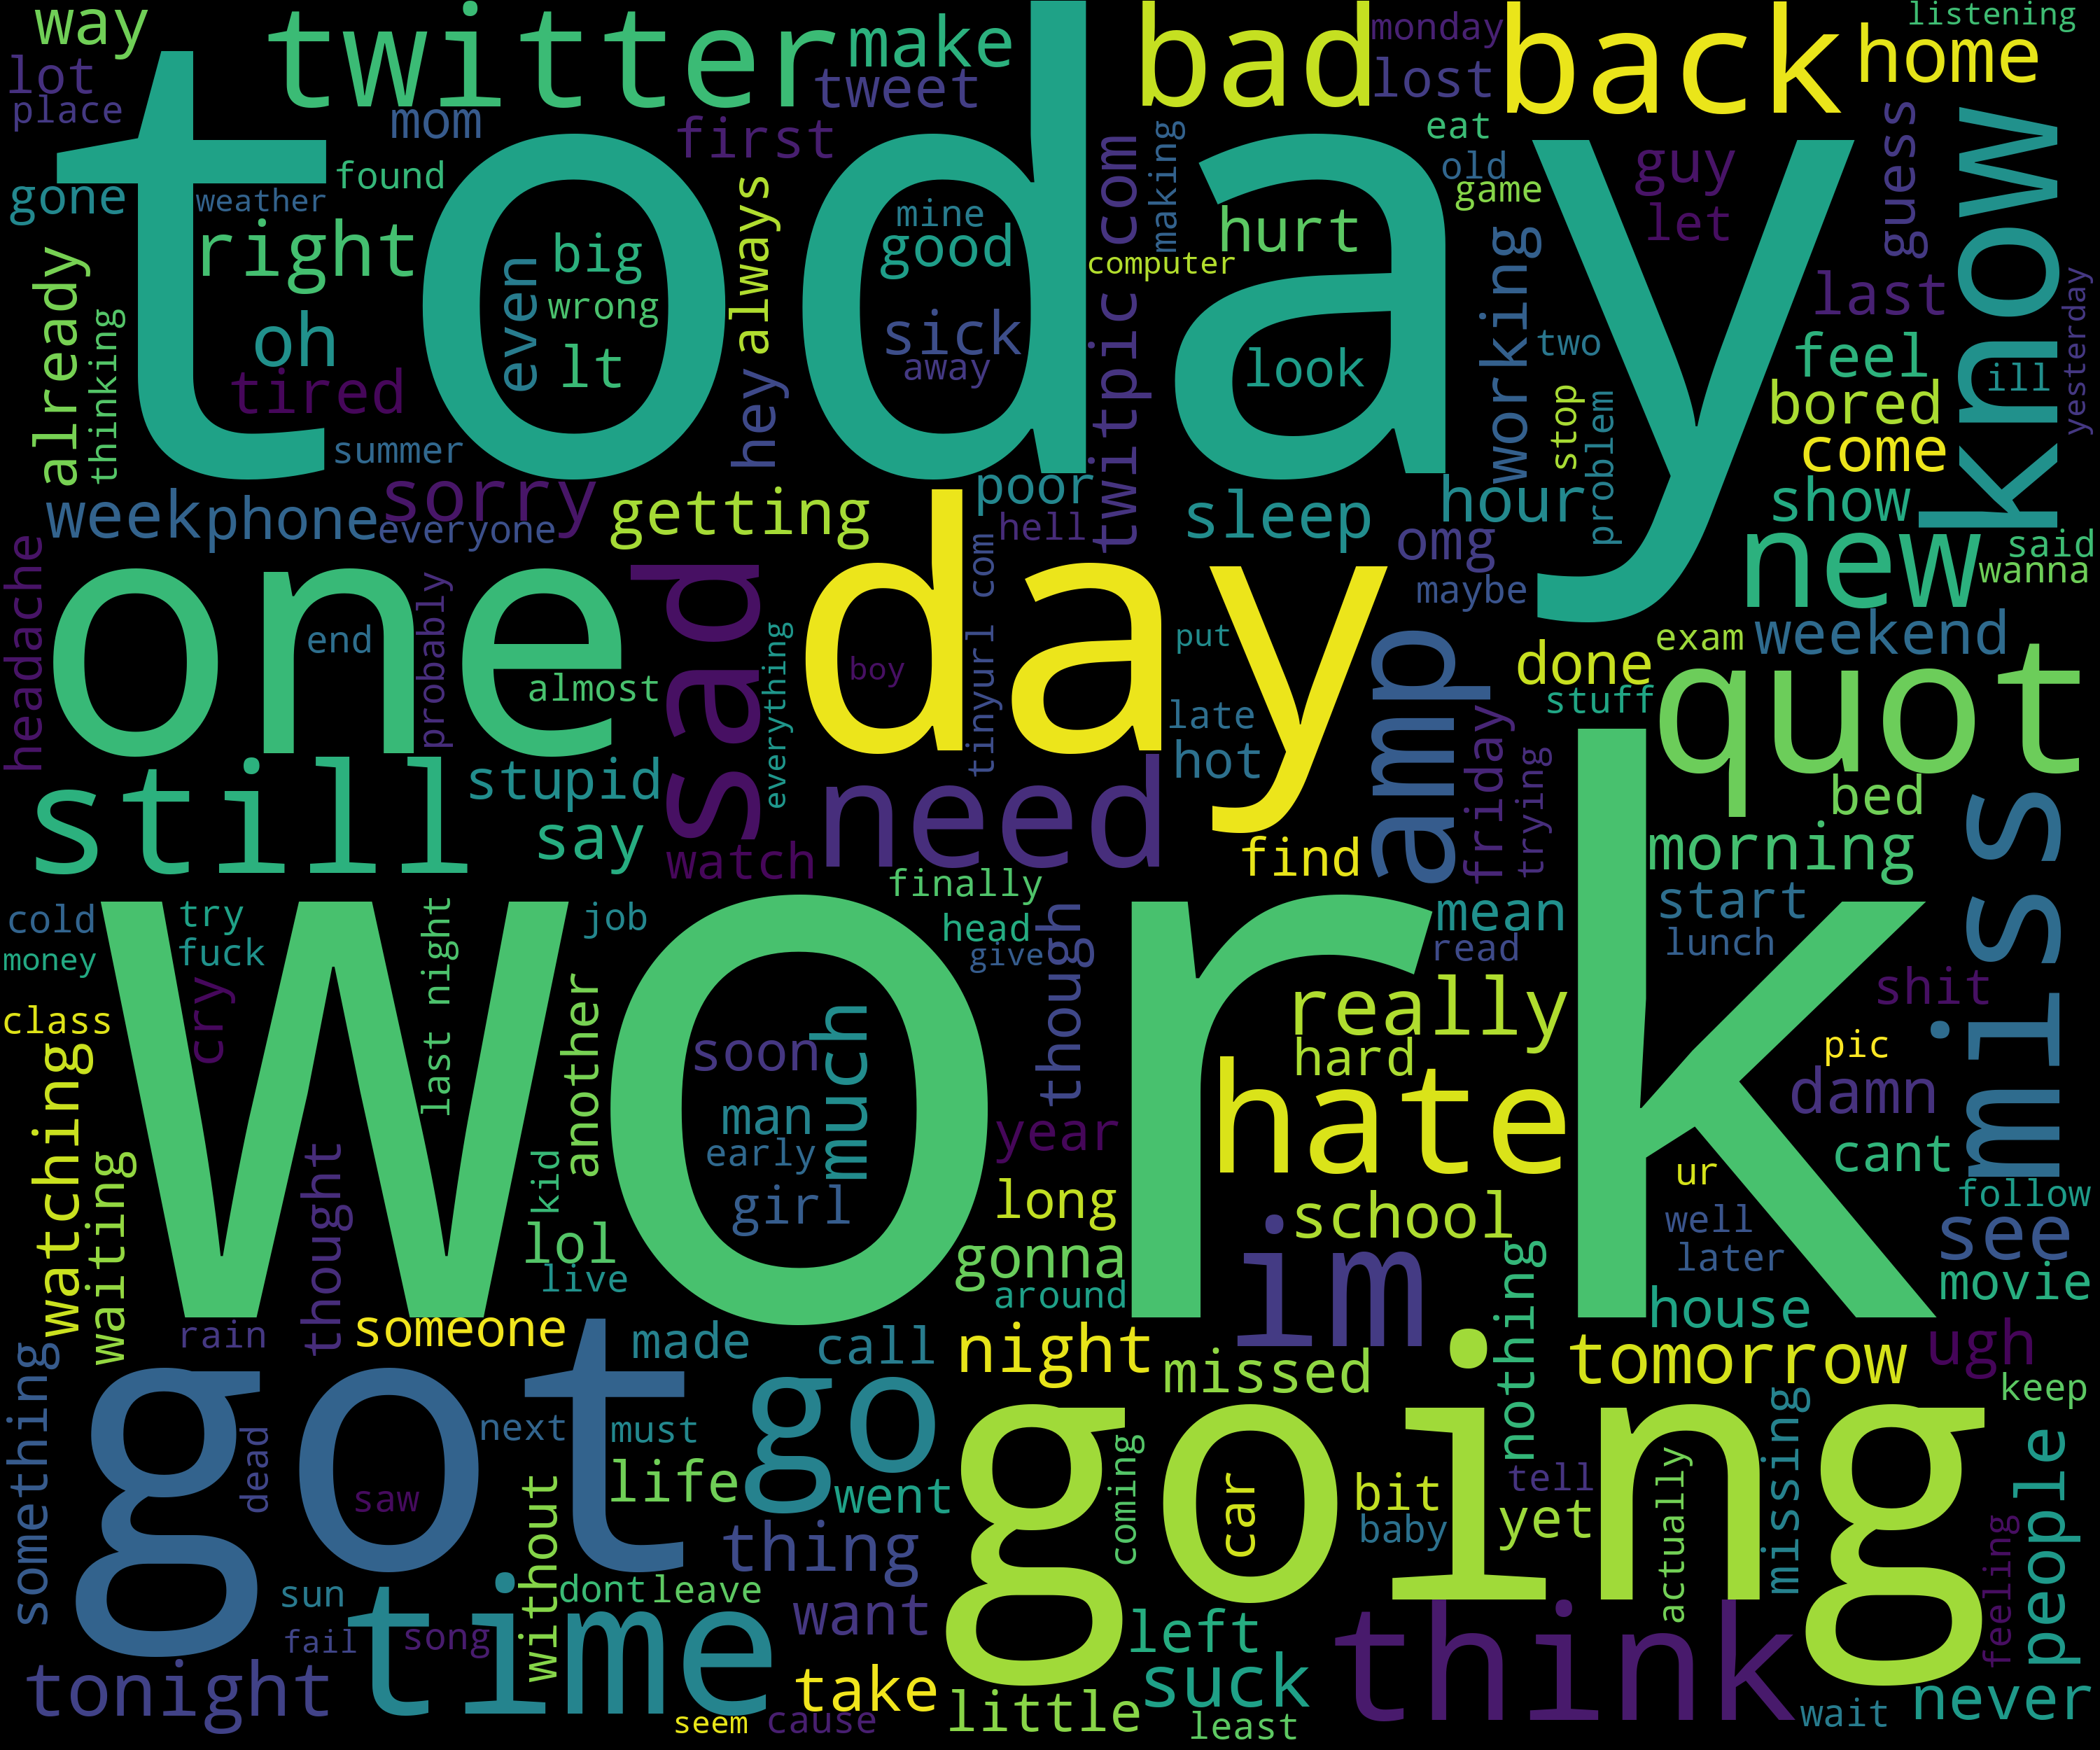 way
twitter
make
bad
monday
back
listening
home
lot
place
mom
tweet
first
lost
today
know
eat
old
game
guy
let
guess
gone
weather
found
always
mine
good
twitpic com
making
hurt
computer
already
right
big
wrong
even
oh
lt
sick
away
hey
look
working
two
last
feel
ill
yesterday
thinking
tired
summer
stop
problem
bored
come
week
phone
sorry
everyone
getting
poor
hell
sleep
hour
show
omg
maybe
new
said
wanna
headache
one
end
probably
almost
sad
everything
day
boy
tinyurl com
put
late
hot
amp
done
exam
weekend
stuff
quot
friday
trying
bed
still
stupid
say
watch
need
find
morning
miss
finally
head
give
cold
try
fuck
money
job
last night
work
though
mean
read
start
lunch
class
cry
another
soon
much
really
hard
shit
pic
damn
watching
waiting
man
early
girl
year
hate
cant
ur
thought
kid
lol
live
long
gonna
around
school
im
well
later
follow
see
movie
nothing
house
rain
someone
made
call
night
missed
tomorrow
ugh
keep
something
got
dead
saw
next
must
go
life
went
going
coming
car
bit
baby
tell
yet
actually
missing
people
feeling
without
thing
sun
fail
song
time
dont
leave
want
left
tonight
take
seem
cause
little
suck
least
think
wait
never